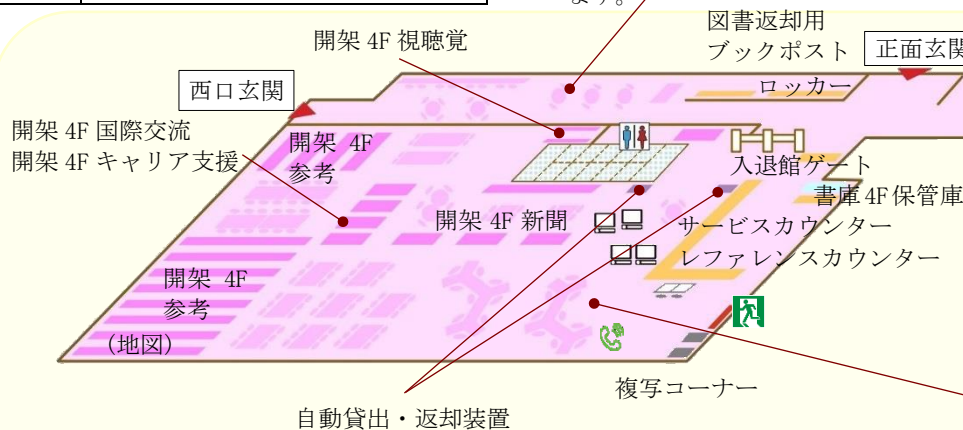 ます。
図書返却用
ブックポスト
正面玄関
開架 4F 視聴覚
西口玄関
ロッカー
開架 4F 国際交流
開架 4F キャリア支援
開架 4F
参考
入退館ゲート
書庫 4F 保管庫
開架 4F 新聞
サービスカウンター
レファレンスカウンター
開架 4F
参考
(地図)
複写コーナー
自動貸出・返却装置